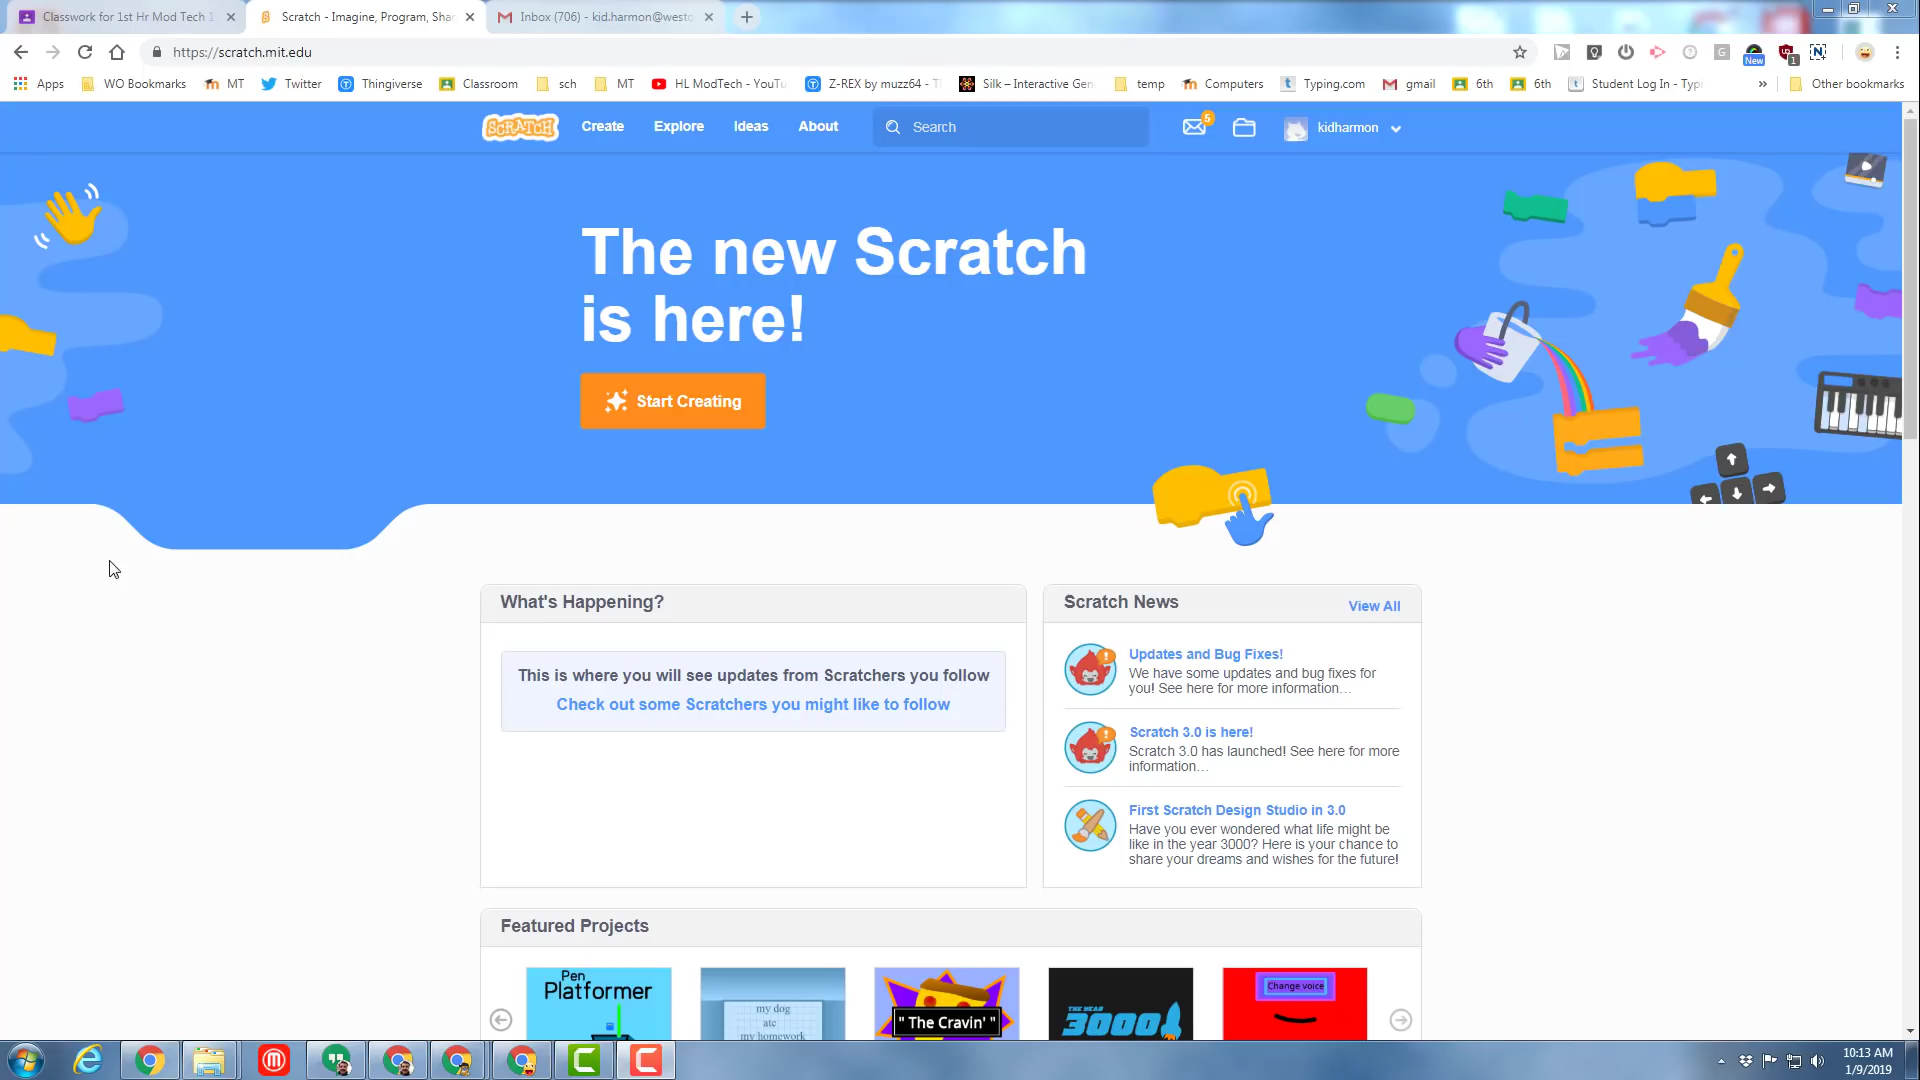 Classwork for 1st Hr Mod Tech 1
Scratch - Imagine, Program, Shar
Inbox (706) - kid.harmon@westo
https://scratch.mit.edu
New
1
Apps
WO Bookmarks
MT
Twitter
Thingiverse
Classroom
sch
MT
HL ModTech - YouTu
Z-REX by muzz64 - T
Silk – Interactive Gen
temp
Computers
Typing.com
gmail
6th
6th
Student Log In - Typi
»
Other bookmarks
SCRATCH
Create
Explore
Ideas
About
Search
5
kidharmon
The new Scratch
is here!
Start Creating
What's Happening?
This is where you will see updates from Scratchers you follow
Check out some Scratchers you might like to follow
Scratch News
View All
Updates and Bug Fixes!
We have some updates and bug fixes for
you! See here for more information…
Scratch 3.0 is here!
Scratch 3.0 has launched! See here for more
information…
First Scratch Design Studio in 3.0
Have you ever wondered what life might be
like in the year 3000? Here is your chance to
share your dreams and wishes for the future!
Featured Projects
Pen
Platformer
my dog
ate
my homework
" The Cravin' "
THE YEAR
3000
Change voice
10:13 AM
1/9/2019